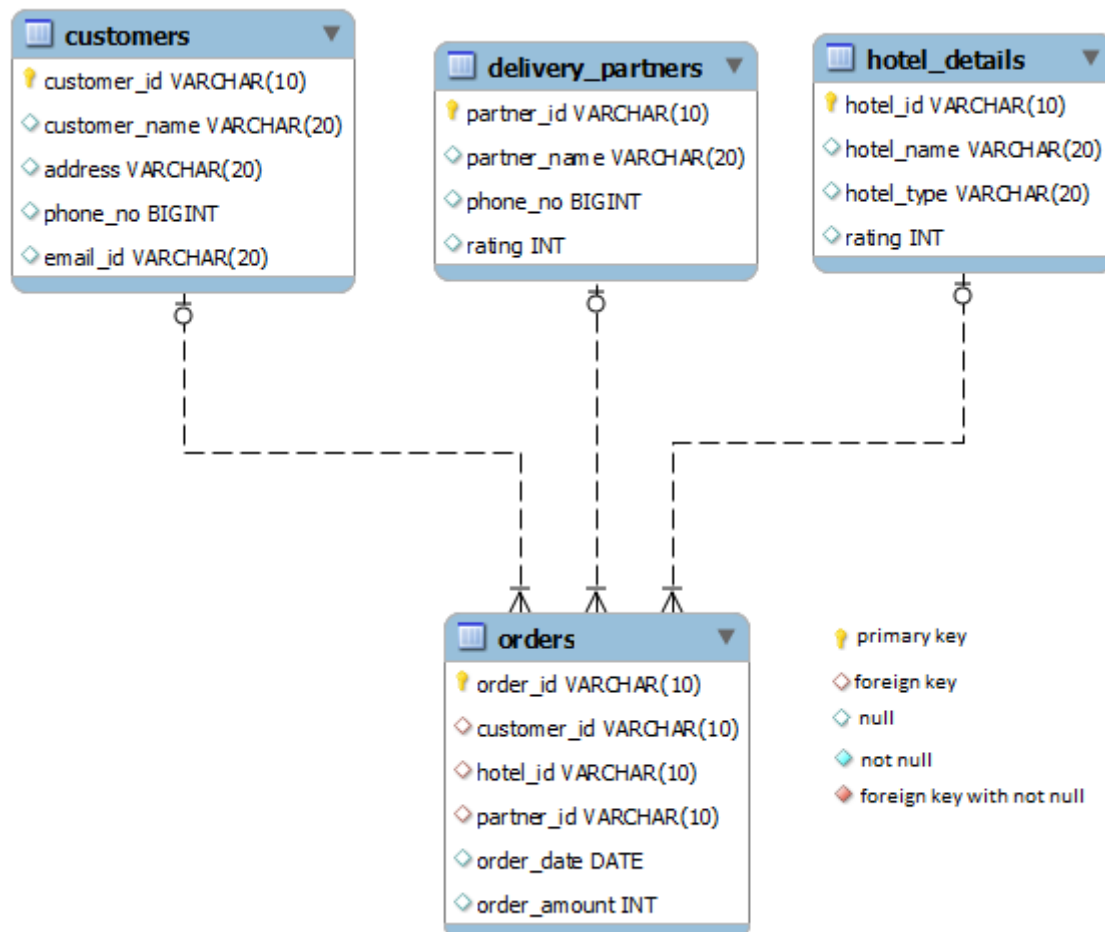 customers
customer_id VARCHAR(10)
customer_name VARCHAR(20)
address VARCHAR(20)
phone_no BIGINT
email_id VARCHAR(20)
delivery_partners
partner_id VARCHAR(10)
partner_name VARCHAR(20)
phone_no BIGINT
rating INT
hotel_details
hotel_id VARCHAR(10)
hotel_name VARCHAR(20)
hotel_type VARCHAR(20)
rating INT
orders
order_id VARCHAR(10)
customer_id VARCHAR(10)
hotel_id VARCHAR(10)
partner_id VARCHAR(10)
order_date DATE
order_amount INT
primary key
foreign key
null
not null
foreign key with not null